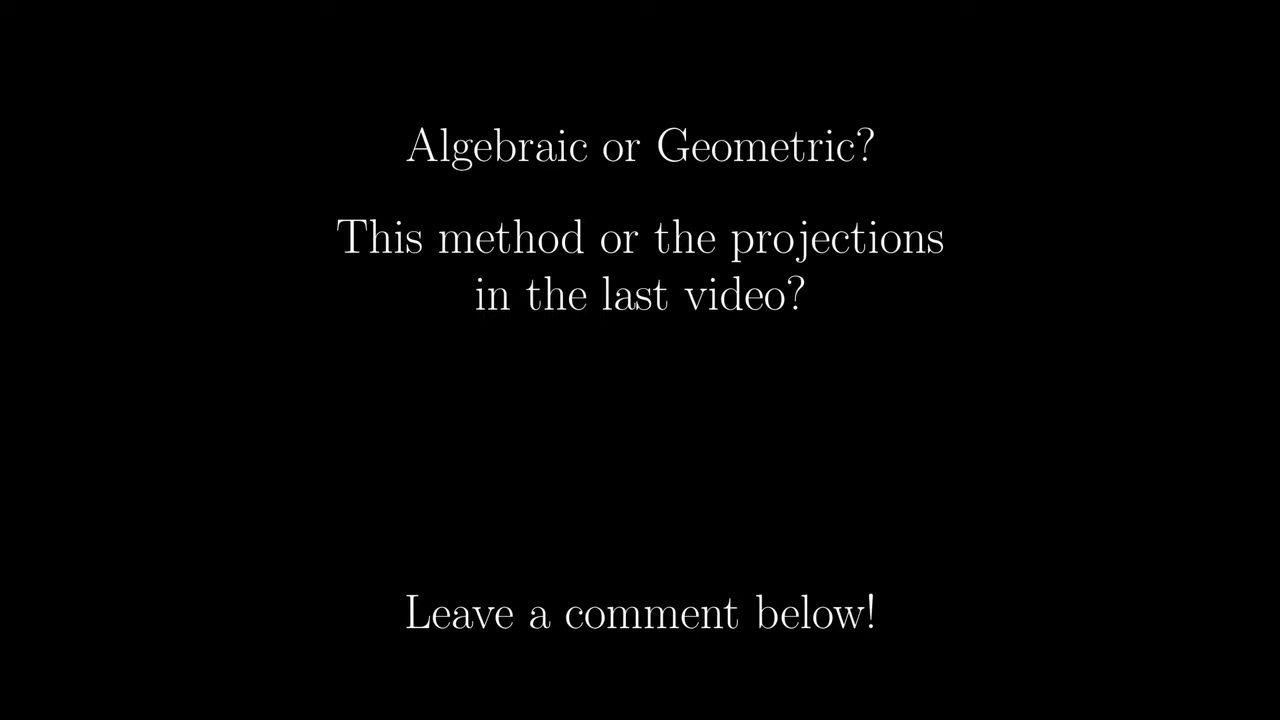 Algebraic or Geometric?
This method or the projections
in the last video?
Leave a comment below!